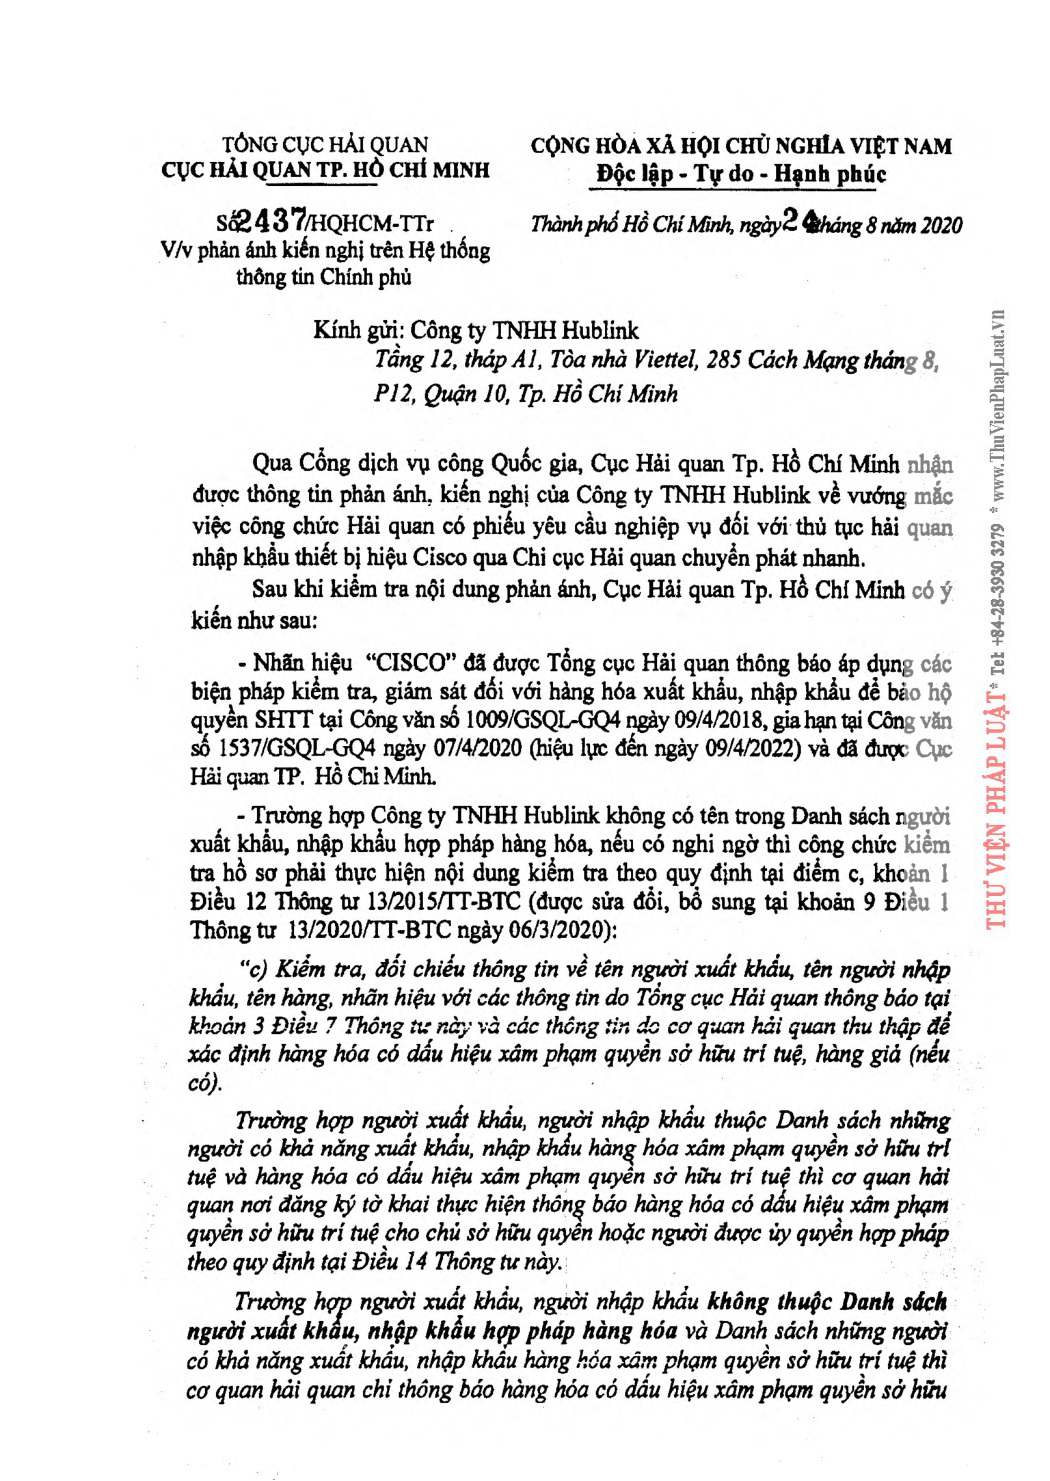 TỔNG CỤC HẢI QUAN
CỤC HẢI QUAN TP. HỒ CHÍ MINH
CỘNG HÒA XÃ HỘI CHỦ NGHĨA VIỆT NAM
Độc lập - Tự do - Hạnh phúc
Số 2437/HQHCM-TTr
V/v phản ánh kiến nghị trên Hệ thống
thông tin Chính phủ
Thành phố Hồ Chí Minh, ngày 24 tháng 8 năm 2020
Kính gửi: Công ty TNHH Hublink
Tầng 12, tháp A1, Tòa nhà Viettel, 285 Cách Mạng tháng 8,
P12, Quận 10, Tp. Hồ Chí Minh
Qua Cổng dịch vụ công Quốc gia, Cục Hải quan Tp. Hồ Chí Minh nhận
được thông tin phản ánh, kiến nghị của Công ty TNHH Hublink về vướng mắc
việc công chức Hải quan có phiếu yêu cầu nghiệp vụ đối với thủ tục hải quan
nhập khẩu thiết bị hiệu Cisco qua Chi cục Hải quan chuyển phát nhanh.
Sau khi kiểm tra nội dung phản ánh, Cục Hải quan Tp. Hồ Chí Minh có ý
kiến như sau:
- Nhãn hiệu “CISCO” đã được Tổng cục Hải quan thông báo áp dụng các
biện pháp kiểm tra, giám sát đối với hàng hóa xuất khẩu, nhập khẩu để bảo hộ
quyền SHTT tại Công văn số 1009/GSQL-GQ4 ngày 09/4/2018, gia hạn tại Công văn
số 1537/GSQL-GQ4 ngày 07/4/2020 (hiệu lực đến ngày 09/4/2022) và đã được Cục
Hải quan TP. Hồ Chi Minh.
- Trường hợp Công ty TNHH Hublink không có tên trong Danh sách người
xuất khẩu, nhập khẩu hợp pháp hàng hóa, nếu có nghi ngờ thì công chức kiểm
tra hồ sơ phải thực hiện nội dung kiểm tra theo quy định tại điểm c, khoản 1
Điều 12 Thông tư 13/2015/TT-BTC (được sửa đổi, bổ sung tại khoản 9 Điều 1
Thông tư 13/2020/TT-BTC ngày 06/3/2020):
“c) Kiểm tra, đối chiếu thông tin về tên người xuất khẩu, tên người nhập
khẩu, tên hàng, nhãn hiệu với các thông tin do Tổng cục Hải quan thông báo tại
khoản 3 Điều 7 Thông tư này và các thông tin do cơ quan hải quan thu thập để
xác định hàng hóa có dấu hiệu xâm phạm quyền sở hữu trí tuệ, hàng giả (nếu
có).
Trường hợp người xuất khẩu, người nhập khẩu thuộc Danh sách những
người có khả năng xuất khẩu, nhập khẩu hàng hóa xâm phạm quyền sở hữu trí
tuệ và hàng hóa có dấu hiệu xâm phạm quyền sở hữu trí tuệ thì cơ quan hải
quan nơi đăng ký tờ khai thực hiện thông báo hàng hóa có dấu hiệu xâm phạm
quyền sở hữu trí tuệ cho chủ sở hữu quyền hoặc người được ủy quyền hợp pháp
theo quy định tại Điều 14 Thông tư này.
Trường hợp người xuất khẩu, người nhập khẩu không thuộc Danh sách
người xuất khẩu, nhập khẩu hợp pháp hàng hóa và Danh sách những người
có khả năng xuất khẩu, nhập khẩu hàng hóa xâm phạm quyền sở hữu trí tuệ thì
cơ quan hải quan chỉ thông báo hàng hóa có dấu hiệu xâm phạm quyền sở hữu
THƯ VIỆN PHÁP LUẬT * Tel: +84-28-3930 3279 * www.ThuVienPhapLuat.vn